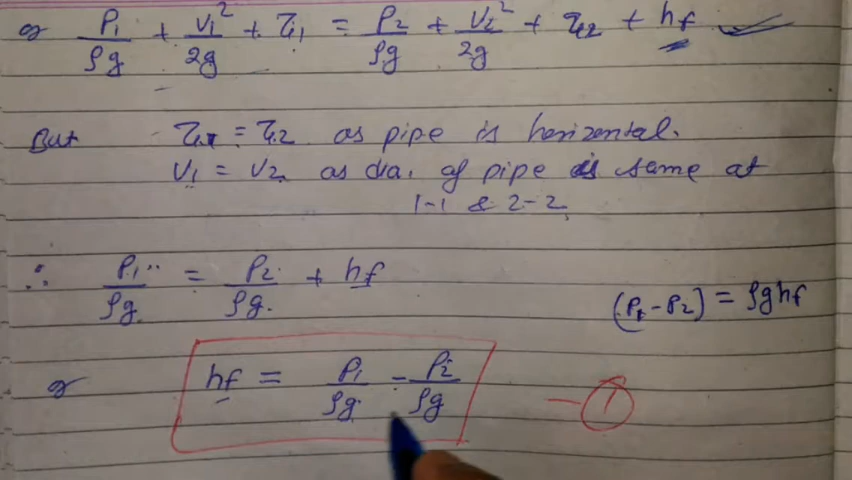 or P1/ρg + V1²/2g + Z1 = P2/ρg + V2²/2g + Z2 + hf
But Z1 = Z2 as pipe is horizental.
V1 = V2 as dia. of pipe is same at
1-1 & 2-2
∴ P1/ρg = P2/ρg + hf
(P1 - P2) = ρghf
or hf = P1/ρg - P2/ρg — 1